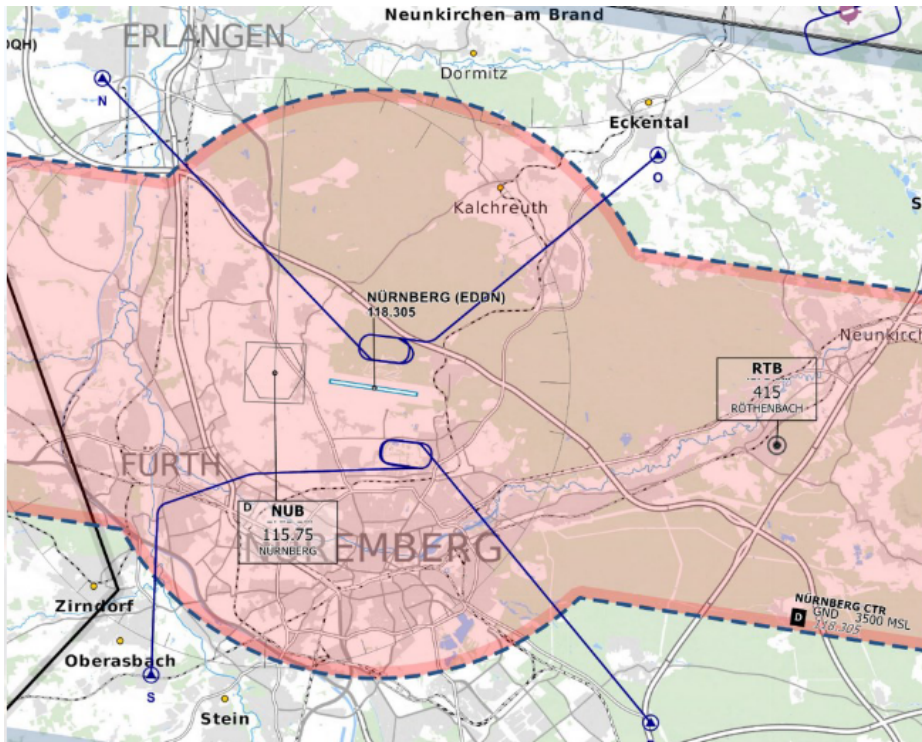 Neunkirchen am Brand
ERLANGEN
DQH)
N
Dormitz
Eckental
O
S
Kalchreuth
NÜRNBERG (EDDN)
118.305
Neunkirch
RTB
415
RÖTHENBACH
FÜRTH
D NUB
115.75
NÜRNBERG
NUREMBERG
Zirndorf
NÜRNBERG CTR
D GND 3500 MSL
118.305
Oberasbach
S
Stein